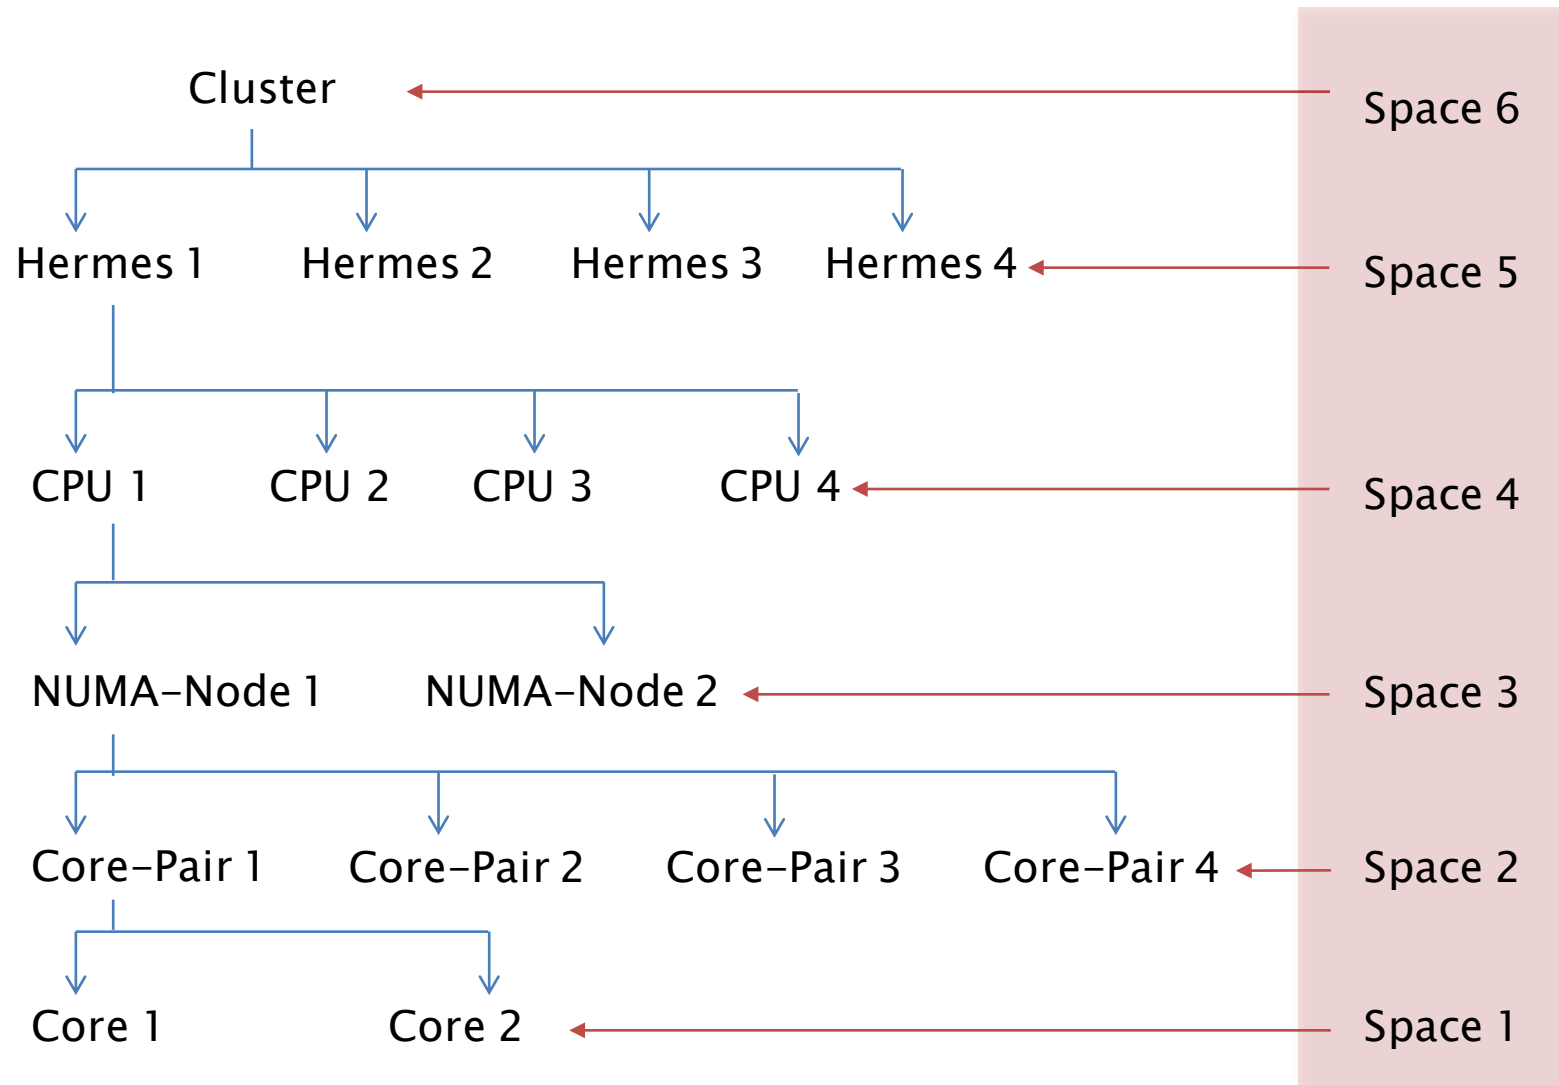 Cluster
Space 6
Hermes 1 Hermes 2 Hermes 3 Hermes 4
Space 5
CPU 1 CPU 2 CPU 3 CPU 4
Space 4
NUMA-Node 1 NUMA-Node 2
Space 3
Core-Pair 1 Core-Pair 2 Core-Pair 3 Core-Pair 4
Space 2
Core 1 Core 2
Space 1